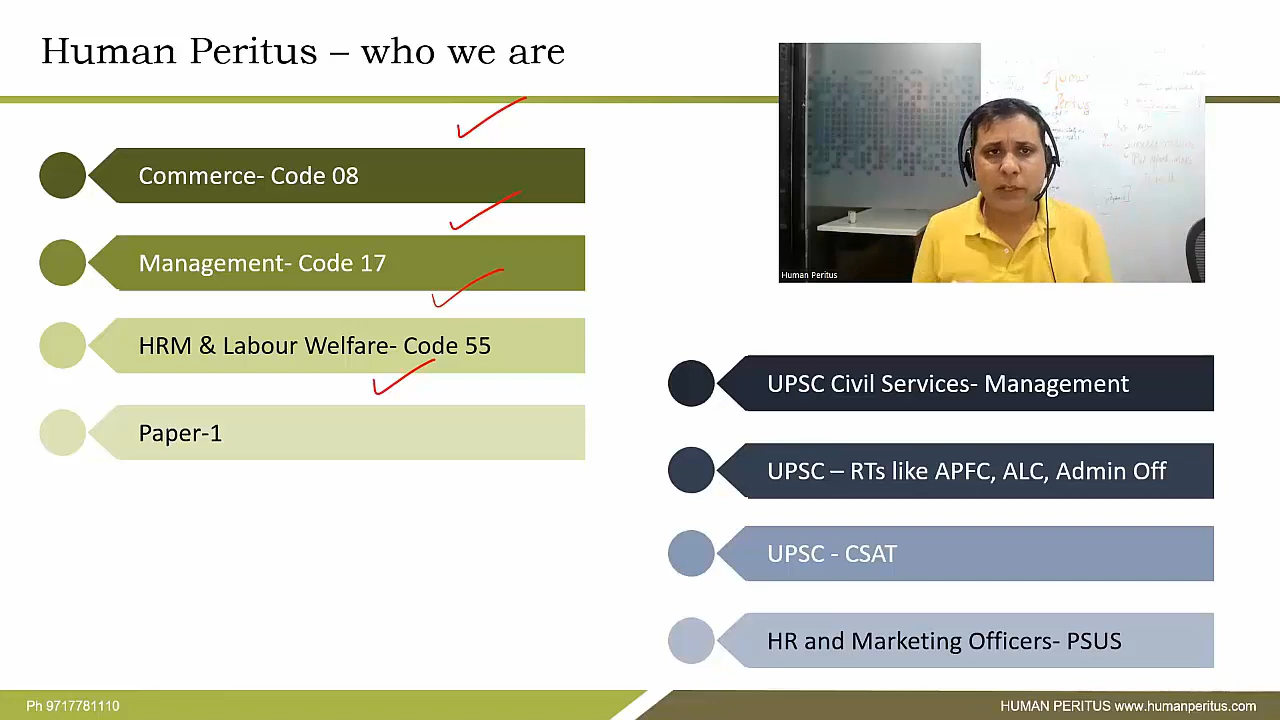 Human Peritus – who we are
Commerce- Code 08
Management- Code 17
HRM & Labour Welfare- Code 55
Paper-1
Human
Peritus
Human Peritus
UPSC Civil Services- Management
UPSC – RTs like APFC, ALC, Admin Off
UPSC - CSAT
HR and Marketing Officers- PSUS
Ph 9717781110
HUMAN PERITUS www.humanperitus.com